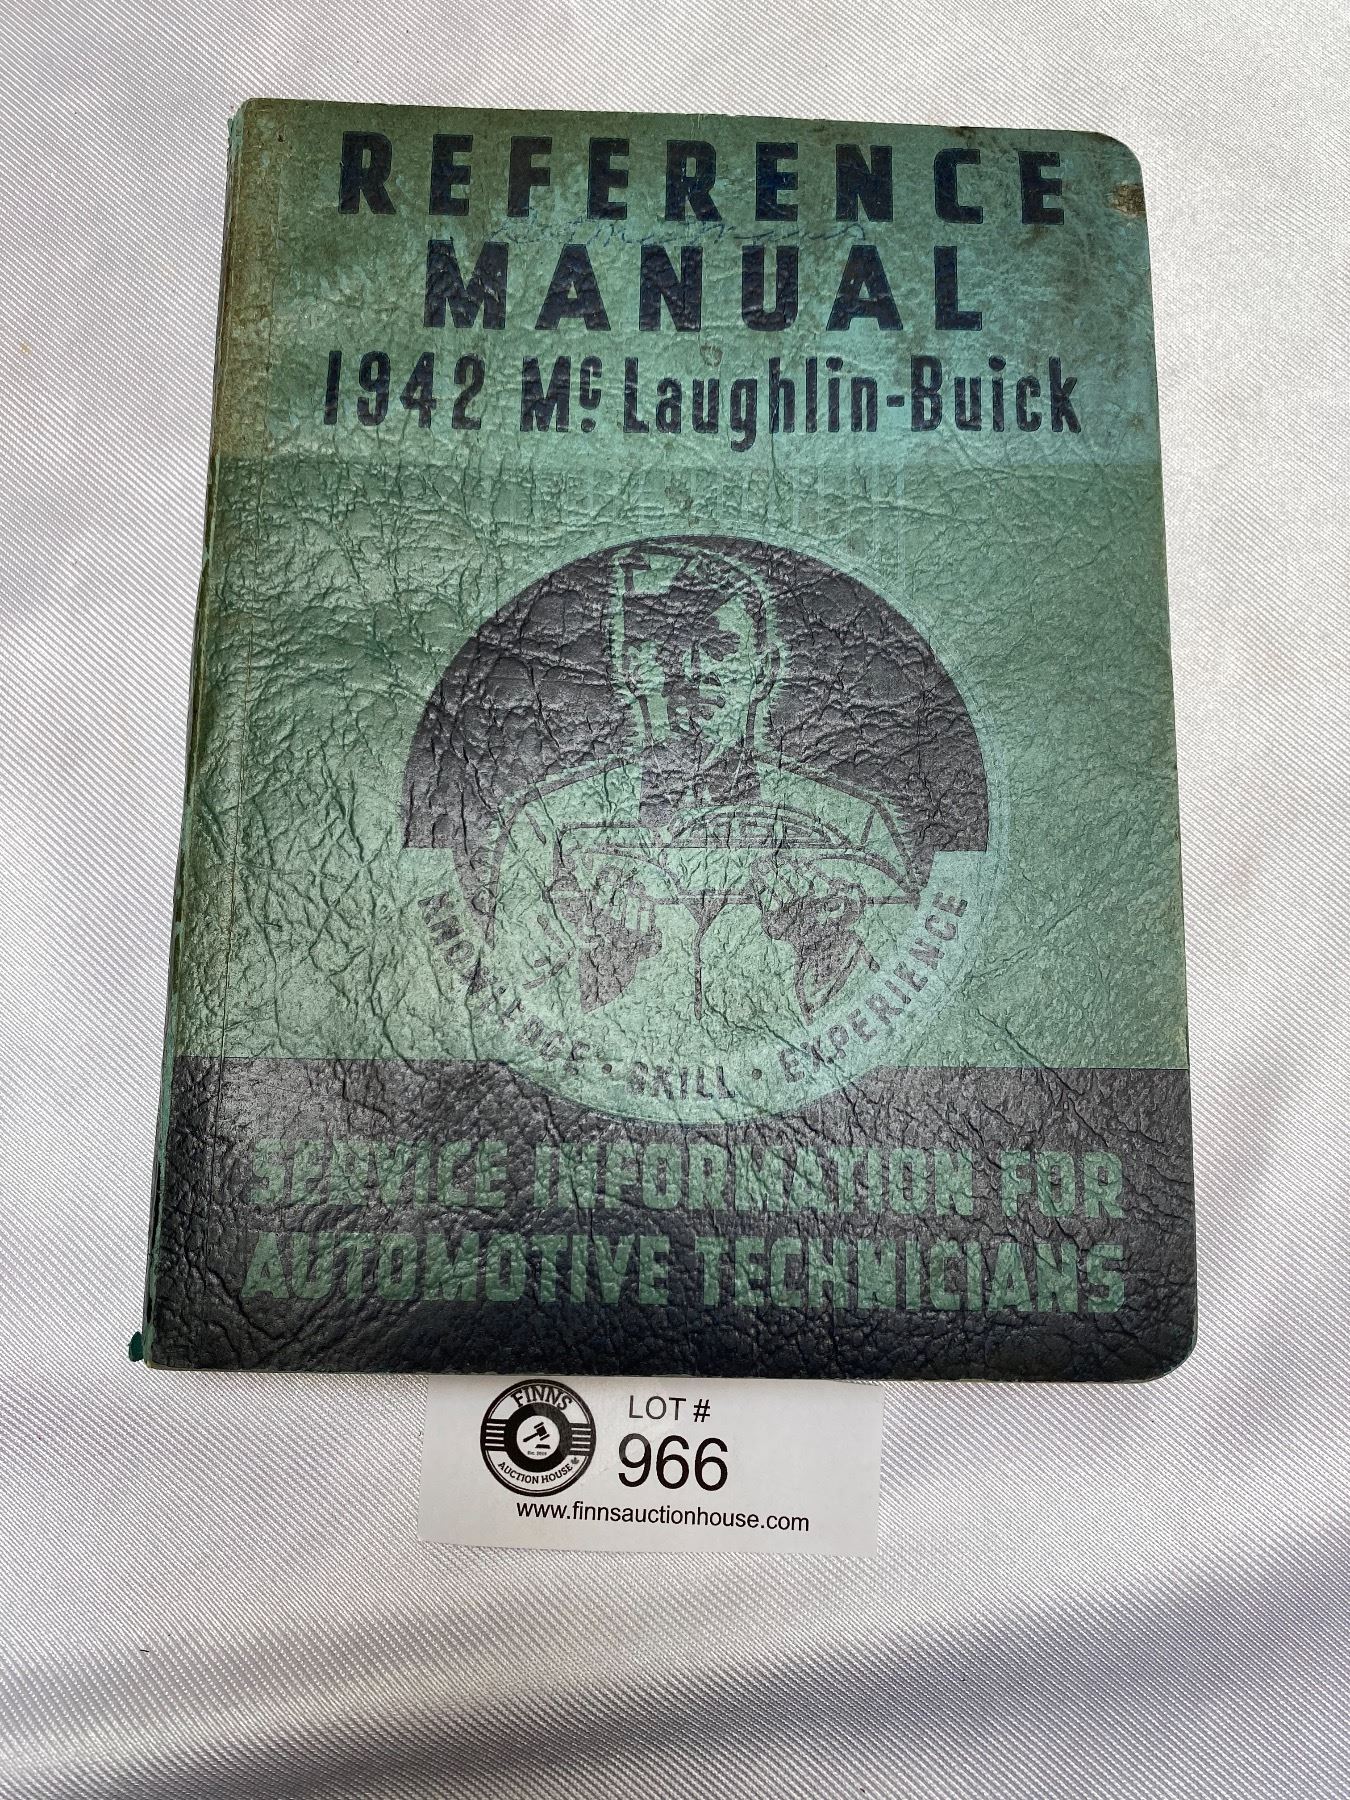 REFERENCE
MANUAL
1942 Mc Laughlin-Buick
KNOWLEDGE · SKILL · EXPERIENCE
SERVICE INFORMATION FOR
AUTOMOTIVE TECHNICIANS
FINNS
AUCTION HOUSE
LOT #
966
www.finnsauctionhouse.com